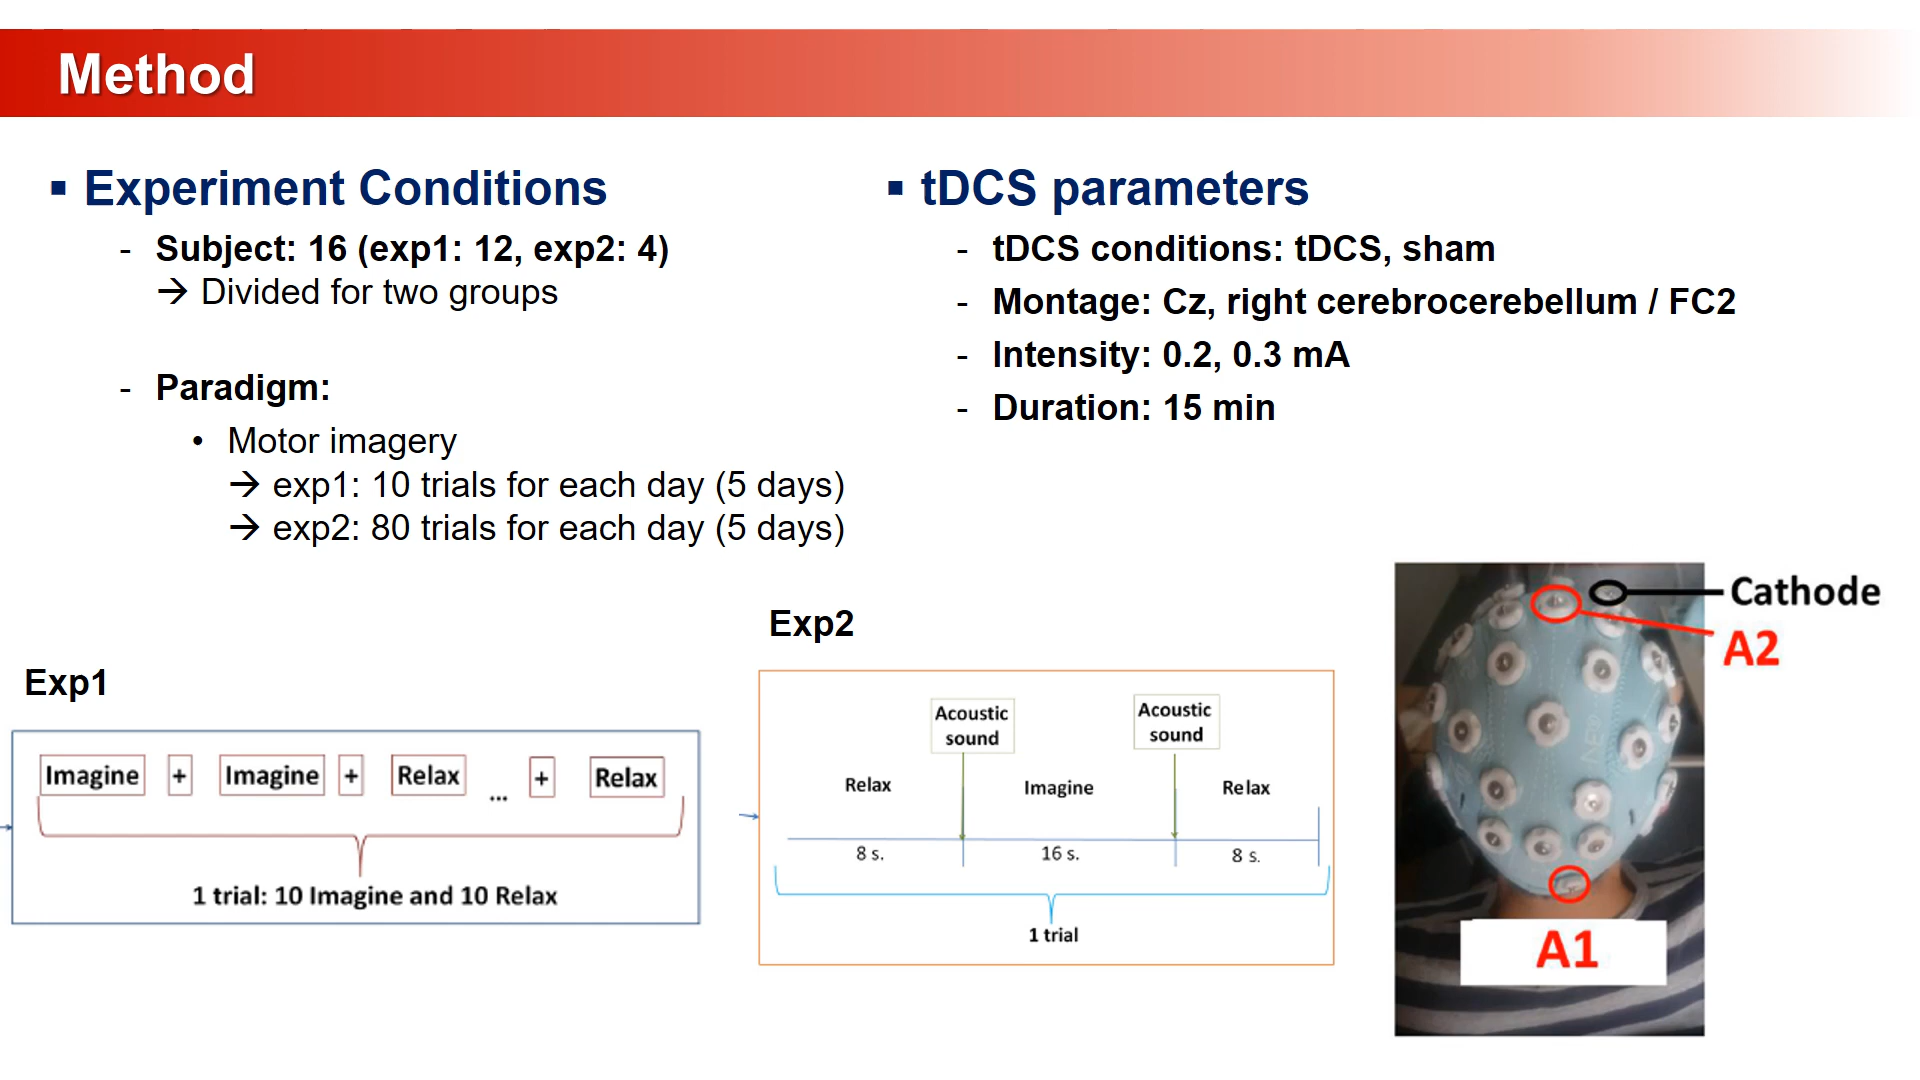 Method
▪ Experiment Conditions
- Subject: 16 (exp1: 12, exp2: 4)
→ Divided for two groups
- Paradigm:
• Motor imagery
→ exp1: 10 trials for each day (5 days)
→ exp2: 80 trials for each day (5 days)
▪ tDCS parameters
- tDCS conditions: tDCS, sham
- Montage: Cz, right cerebrocerebellum / FC2
- Intensity: 0.2, 0.3 mA
- Duration: 15 min
Exp1
Imagine + Imagine + Relax ... + Relax
1 trial: 10 Imagine and 10 Relax
Exp2
Acoustic
sound
Acoustic
sound
Relax Imagine Relax
8 s. 16 s. 8 s.
1 trial
Cathode
A2
A1